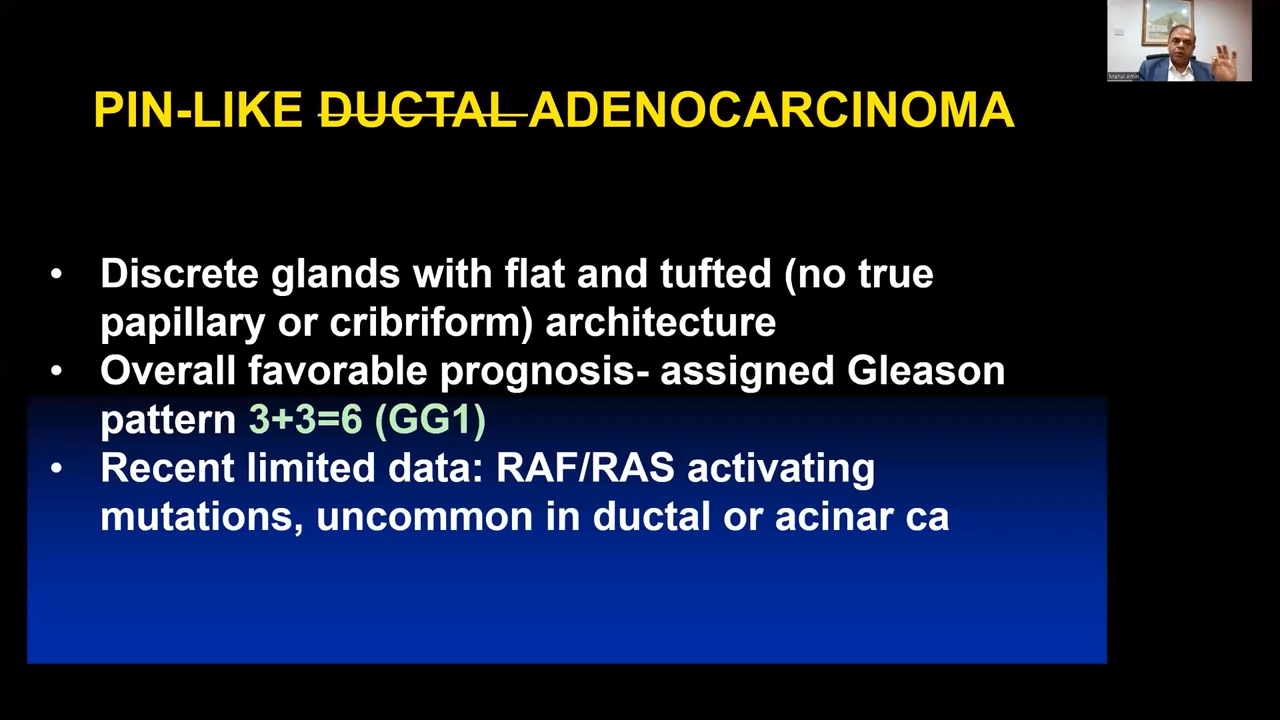 PIN-LIKE DUCTAL ADENOCARCINOMA
• Discrete glands with flat and tufted (no true
papillary or cribriform) architecture
• Overall favorable prognosis- assigned Gleason
pattern 3+3=6 (GG1)
• Recent limited data: RAF/RAS activating
mutations, uncommon in ductal or acinar ca
Mahul Amin